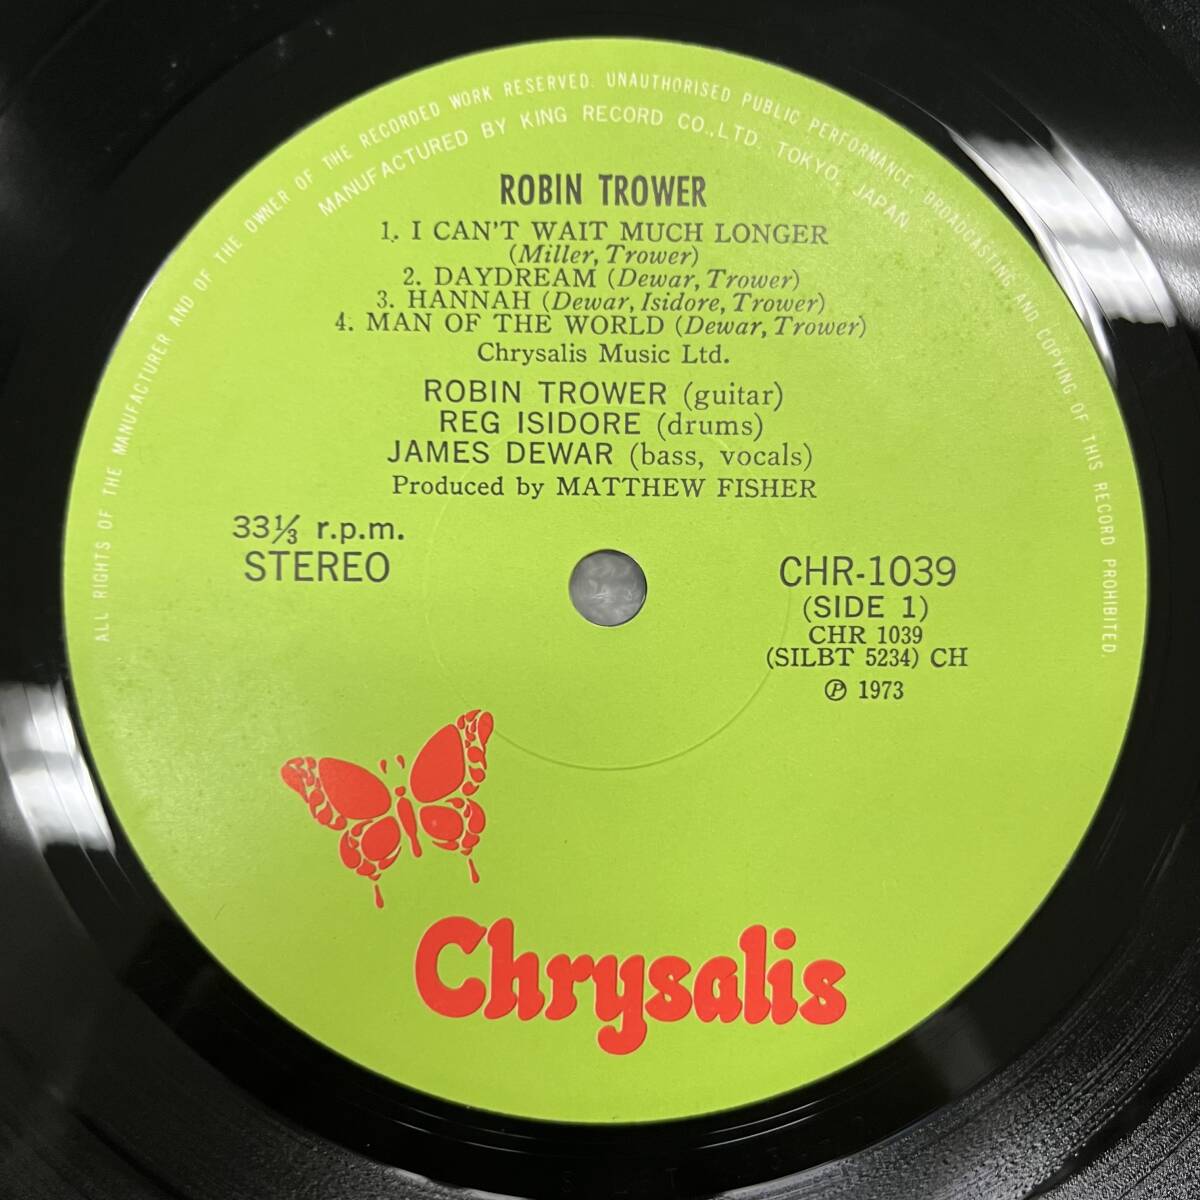 ALL RIGHTS OF THE MANUFACTURER AND OF THE OWNER OF THE RECORDED WORK RESERVED. UNAUTHORISED PUBLIC PERFORMANCE, BROADCASTING AND COPYING OF THIS RECORD PROHIBITED.
MANUFACTURED BY KING RECORD CO.,LTD. TOKYO, JAPAN
ROBIN TROWER
1. I CAN'T WAIT MUCH LONGER
(Miller, Trower)
2. DAYDREAM (Dewar, Trower)
3. HANNAH (Dewar, Isidore, Trower)
4. MAN OF THE WORLD (Dewar, Trower)
Chrysalis Music Ltd.
ROBIN TROWER (guitar)
REG ISIDORE (drums)
JAMES DEWAR (bass, vocals)
Produced by MATTHEW FISHER
33⅓ r.p.m.
STEREO
CHR-1039
(SIDE 1)
CHR 1039
(SILBT 5234) CH
℗ 1973
Chrysalis